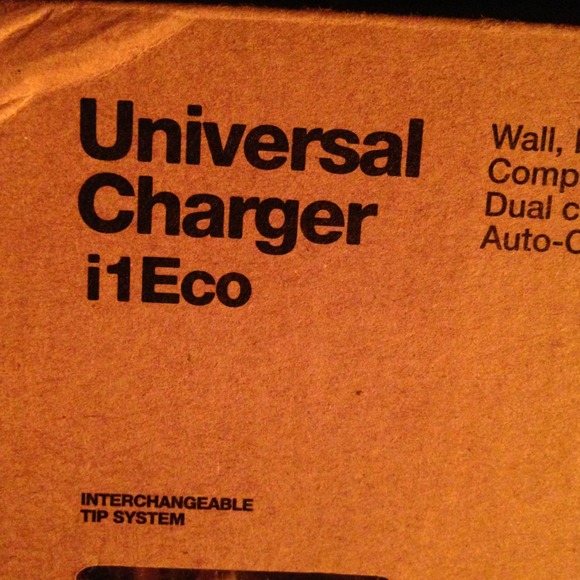 Universal
Charger
i1Eco
Wall,
Dual c
INTERCHANGEABLE
TIP SYSTEM